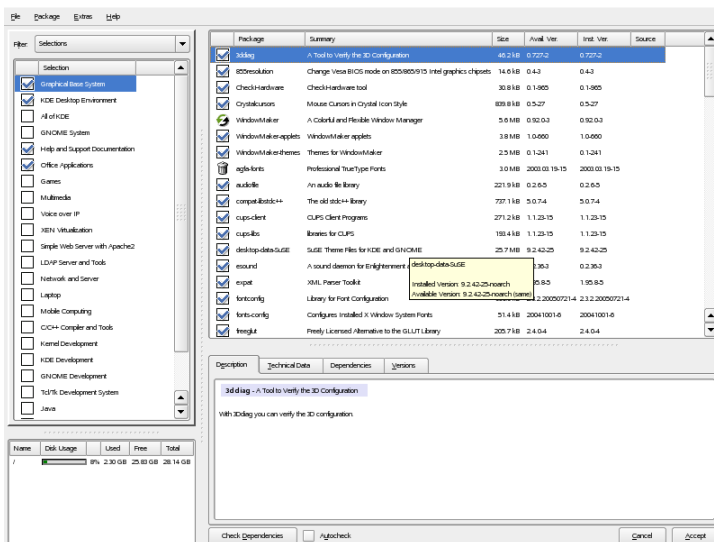 File Package Extras Help
Filter: Selections
Selection
Graphical Base System
KDE Desktop Environment
All of KDE
GNOME System
Help and Support Documentation
Office Applications
Games
Multimedia
Voice over IP
XEN Virtualization
Simple Web Server with Apache2
LDAP Server and Tools
Network and Server
Laptop
Mobile Computing
C/C++ Compiler and Tools
Kernel Development
KDE Development
GNOME Development
Tcl/Tk Development System
Java
Name Disk Usage Used Free Total
/ 8% 2.30 GB 25.83 GB 28.14 GB
Package Summary Size Avail. Ver. Inst. Ver. Source
3ddiag A Tool to Verify the 3D Configuration 46.2 kB 0.727-2 0.727-2
855resolution Change Vesa BIOS mode on 855/865/915 Intel graphics chipsets 14.6 kB 0.4-3 0.4-3
CheckHardware CheckHardware tool 30.8 kB 0.1-965 0.1-965
Crystalcursors Mouse Cursors in Crystal Icon Style 839.8 kB 0.5-27 0.5-27
WindowMaker A Colorful and Flexible Window Manager 5.6 MB 0.92.0-3 0.92.0-3
WindowMaker-applets WindowMaker applets 3.8 MB 1.0-660 1.0-660
WindowMaker-themes Themes for WindowMaker 2.5 MB 0.1-241 0.1-241
agfa-fonts Professional TrueType Fonts 3.0 MB 2003.03.19-15 2003.03.19-15
audiofile An audio file library 221.9 kB 0.2.6-5 0.2.6-5
compat-libstdc++ The old stdc++ library 737.1 kB 5.0.7-4 5.0.7-4
cups-client CUPS Client Programs 271.2 kB 1.1.23-15 1.1.23-15
cups-libs libraries for CUPS 193.4 kB 1.1.23-15 1.1.23-15
desktop-data-SuSE SuSE Theme Files for KDE and GNOME 25.7 MB 9.2.42-25 9.2.42-25
esound A sound daemon for Enlightenment 0.2.36-3
expat XML Parser Toolkit 1.95.8-5
fontconfig Library for Font Configuration 2.3.2.20050721-4
fonts-config Configures Installed X Window System Fonts 51.4 kB 20041001-6 20041001-6
freeglut Freely Licensed Alternative to the GLUT Library 205.7 kB 2.4.0-4 2.4.0-4
desktop-data-SuSE
Installed Version: 9.2.42-25-noarch
Available Version: 9.2.42-25-noarch (same)
Description Technical Data Dependencies Versions
3ddiag - A Tool to Verify the 3D Configuration
With 3Ddiag you can verify the 3D configuration.
Check Dependencies Autocheck Cancel Accept